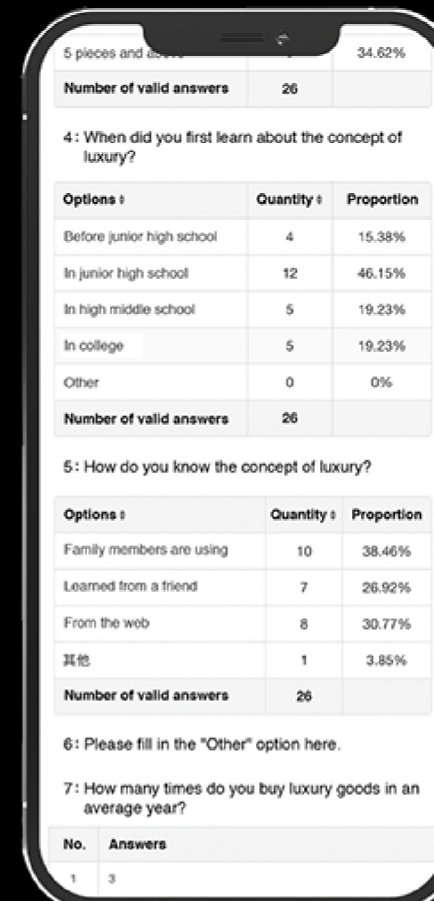 5 pieces and 34.62%
Number of valid answers 26
4: When did you first learn about the concept of
luxury?
Options Quantity Proportion
Before junior high school 4 15.38%
In junior high school 12 46.15%
In high middle school 5 19.23%
In college 5 19.23%
Other 0 0%
Number of valid answers 26
5: How do you know the concept of luxury?
Options Quantity Proportion
Family members are using 10 38.46%
Learned from a friend 7 26.92%
From the web 8 30.77%
其他 1 3.85%
Number of valid answers 26
6: Please fill in the "Other" option here.
7: How many times do you buy luxury goods in an
average year?
No. Answers
1 3